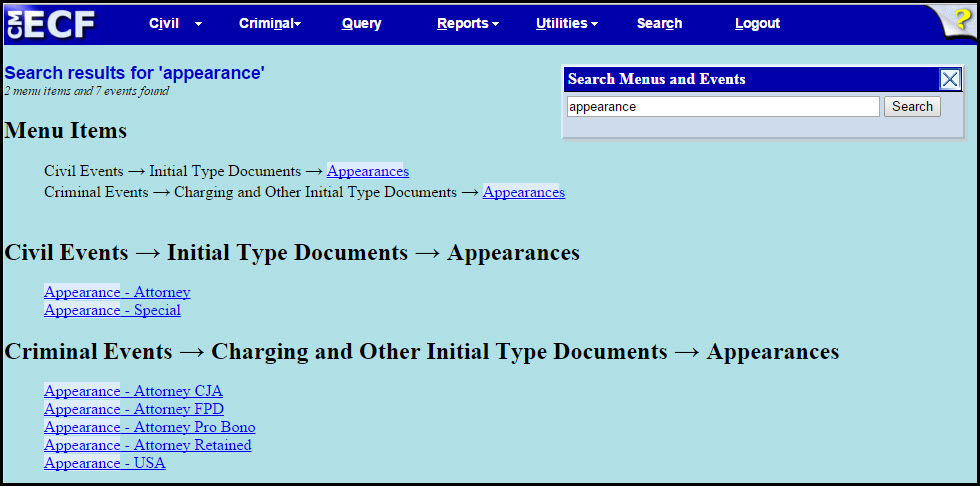 CM ECF Civil Criminal Query Reports Utilities Search Logout ?
Search results for 'appearance'
2 menu items and 7 events found
Search Menus and Events
appearance Search
Menu Items
Civil Events → Initial Type Documents → Appearances
Criminal Events → Charging and Other Initial Type Documents → Appearances
Civil Events → Initial Type Documents → Appearances
Appearance - Attorney
Appearance - Special
Criminal Events → Charging and Other Initial Type Documents → Appearances
Appearance - Attorney CJA
Appearance - Attorney FPD
Appearance - Attorney Pro Bono
Appearance - Attorney Retained
Appearance - USA